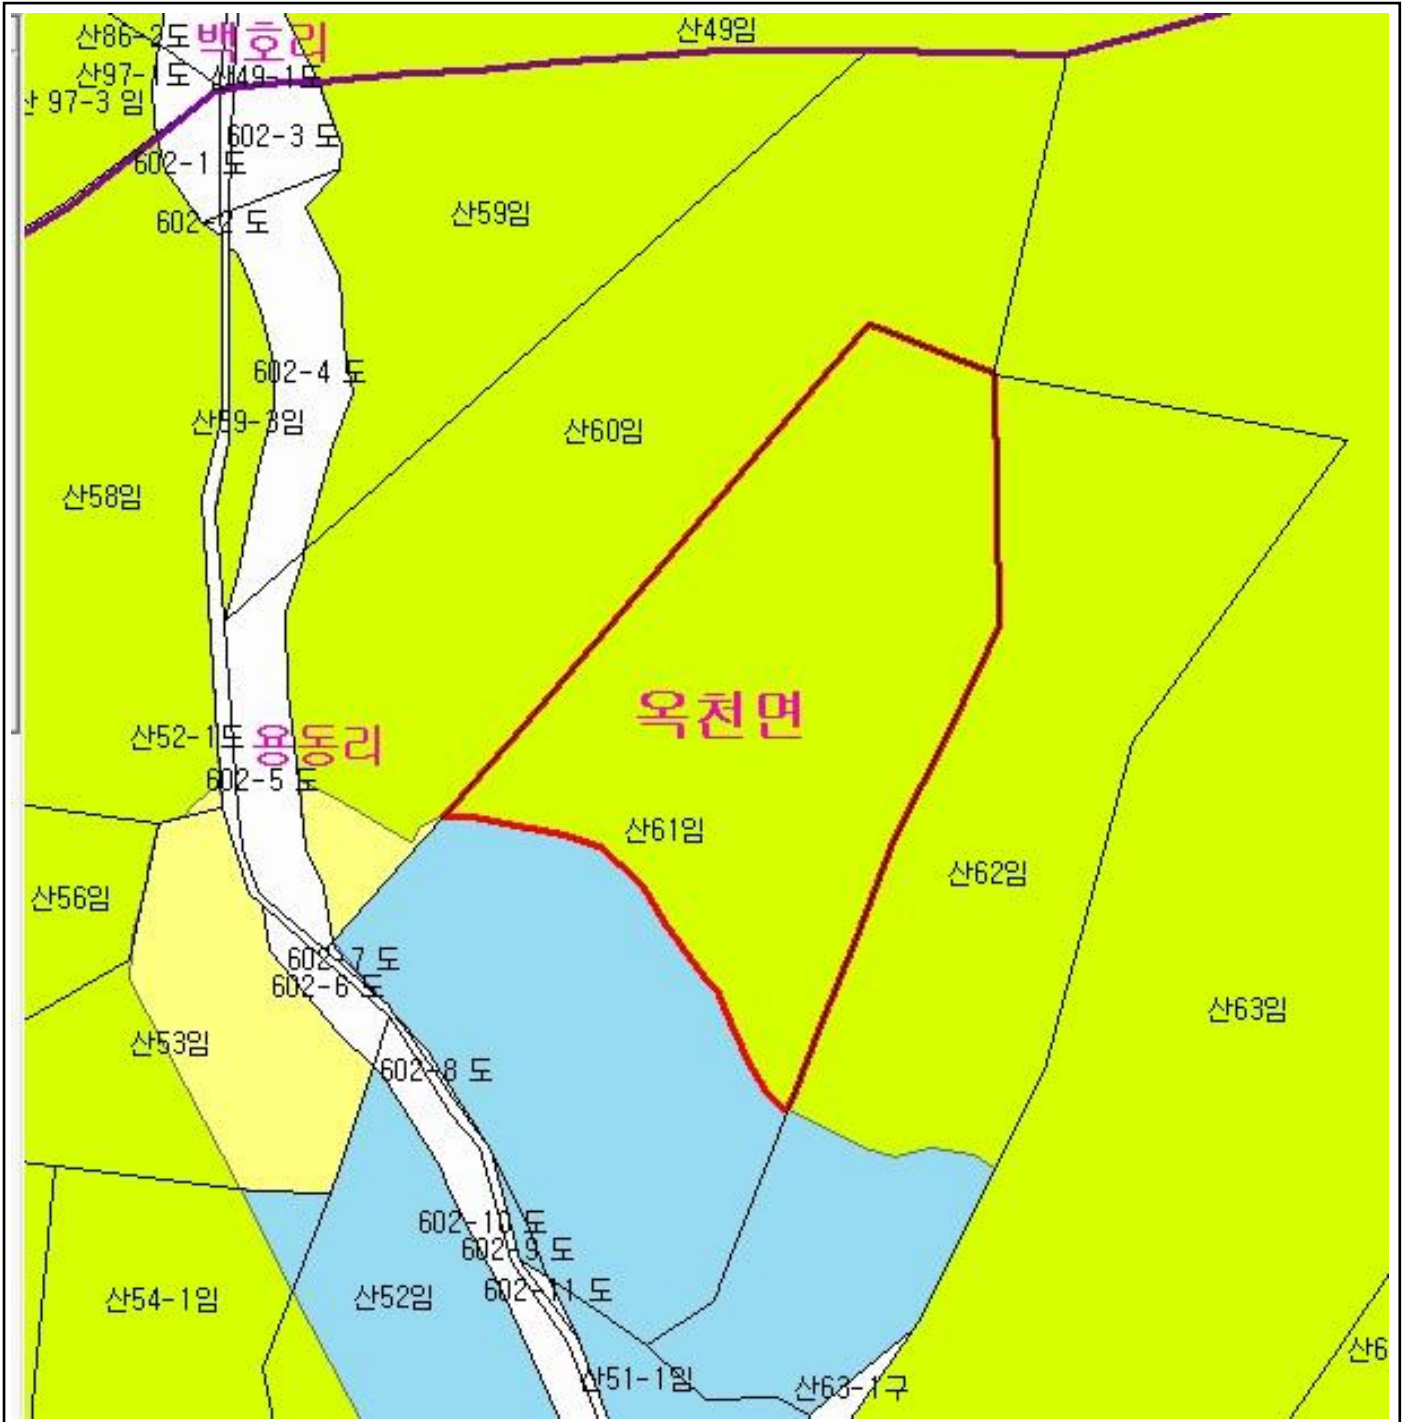 산86-2도
백호리
산49임
산97-1도
산49-1도
산 97-3 임
602-3 도
602-1 도
602-2 도
산59임
602-4 도
산59-3임
산60임
산58임
옥천면
산52-1도
용동리
602-5 도
산61임
산62임
산56임
602-7 도
602-6 도
산63임
산53임
602-8 도
602-10 도
602-9 도
602-11 도
산54-1임
산52임
산6
산51-1임
산63-1구